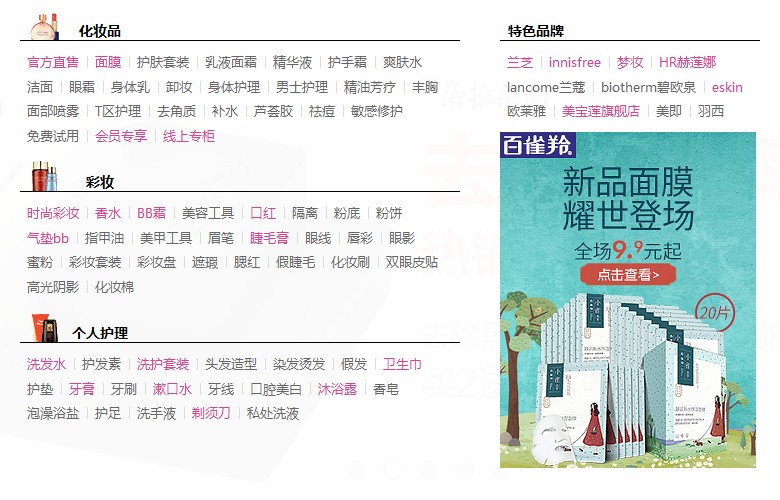 化妆品
官方直售 面膜 护肤套装 乳液面霜 精华液 护手霜 爽肤水
洁面 眼霜 身体乳 卸妆 身体护理 男士护理 精油芳疗 丰胸
面部喷雾 T区护理 去角质 补水 芦荟胶 祛痘 敏感修护
免费试用 会员专享 线上专柜
彩妆
时尚彩妆 香水 BB霜 美容工具 口红 隔离 粉底 粉饼
气垫bb 指甲油 美甲工具 眉笔 睫毛膏 眼线 唇彩 眼影
蜜粉 彩妆套装 彩妆盘 遮瑕 腮红 假睫毛 化妆刷 双眼皮贴
高光阴影 化妆棉
个人护理
洗发水 护发素 洗护套装 头发造型 染发烫发 假发 卫生巾
护垫 牙膏 牙刷 漱口水 牙线 口腔美白 沐浴露 香皂
泡澡浴盐 护足 洗手液 剃须刀 私处洗液
特色品牌
兰芝 innisfree 梦妆 HR赫莲娜
lancome兰蔻 biotherm碧欧泉 eskin
欧莱雅 美宝莲旗舰店 美即 羽西
百雀羚
新品面膜
耀世登场
全场9.9元起
点击查看>
20片